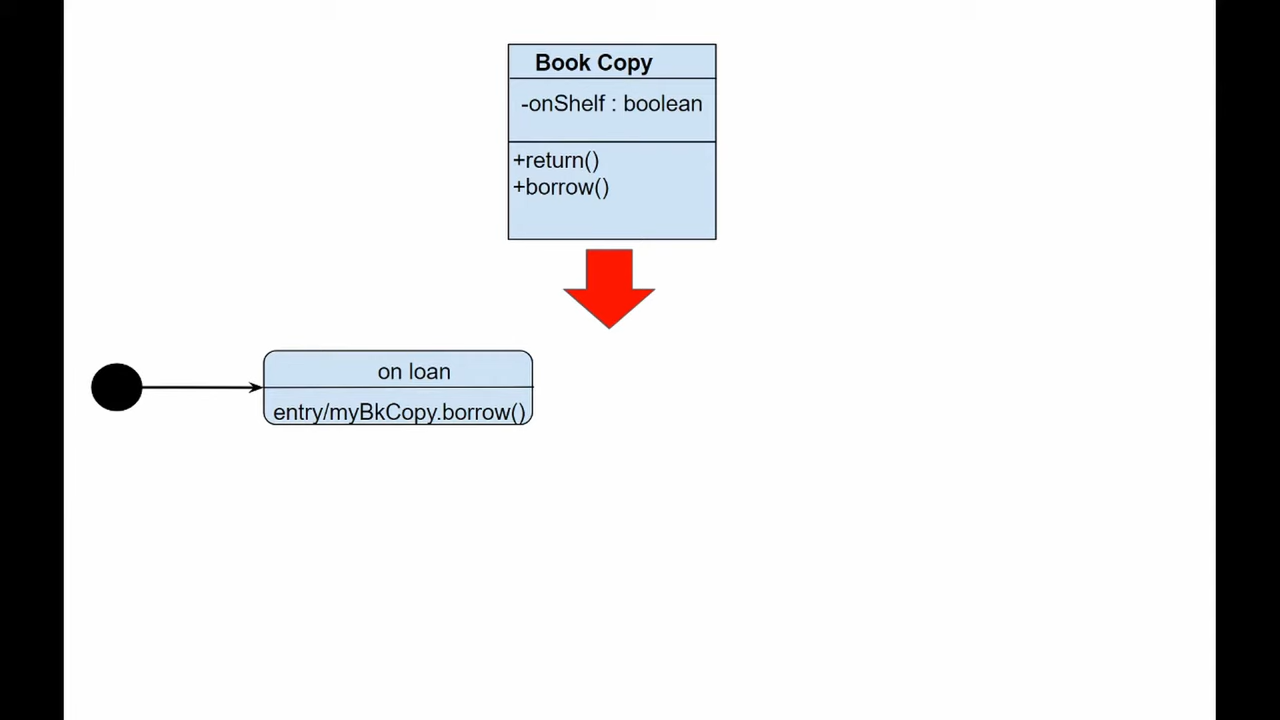 Book Copy
-onShelf : boolean
+return()
+borrow()
on loan
entry/myBkCopy.borrow()